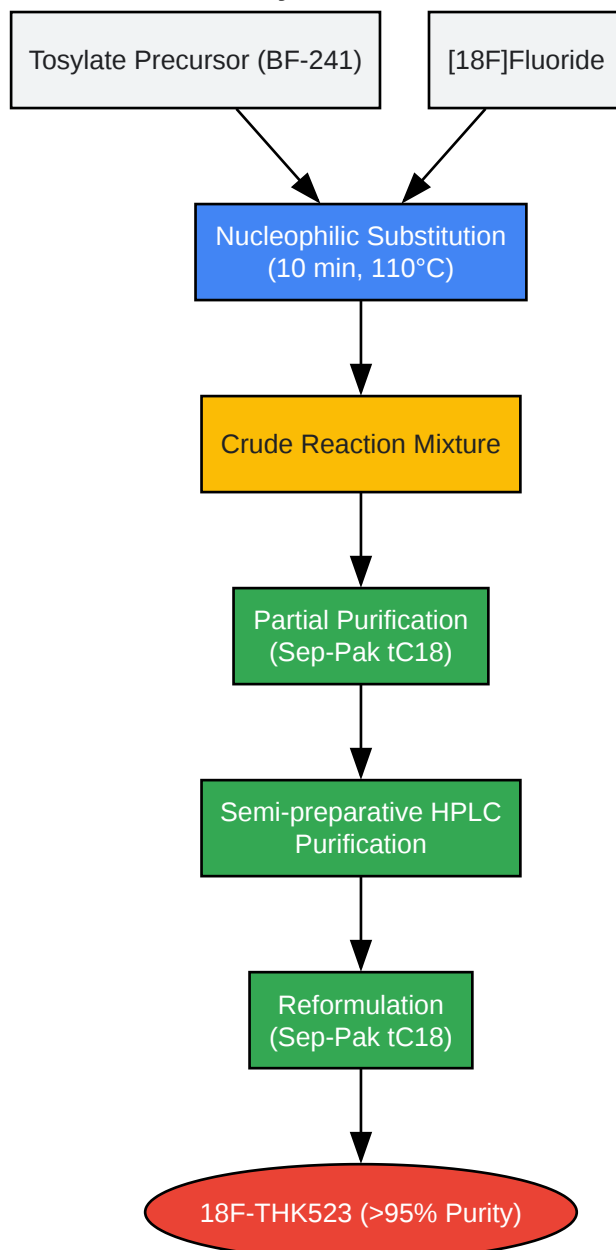 Tosylate Precursor (BF-241)
[18F]Fluoride
Nucleophilic Substitution
(10 min, 110°C)
Crude Reaction Mixture
Partial Purification
(Sep-Pak tC18)
Semi-preparative HPLC
Purification
Reformulation
(Sep-Pak tC18)
18F-THK523 (>95% Purity)